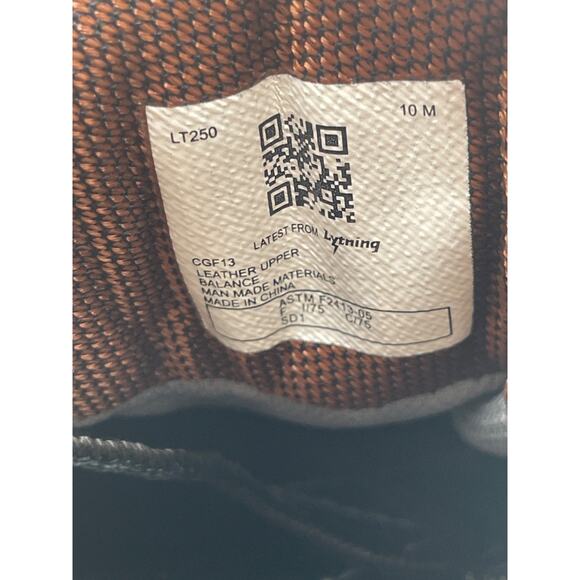 LT250
10 M
LATEST FROM Lytning
CGF13
LEATHER UPPER
BALANCE
MAN MADE MATERIALS
MADE IN CHINA
ASTM F2413-05
F I/75 C/75
SD1